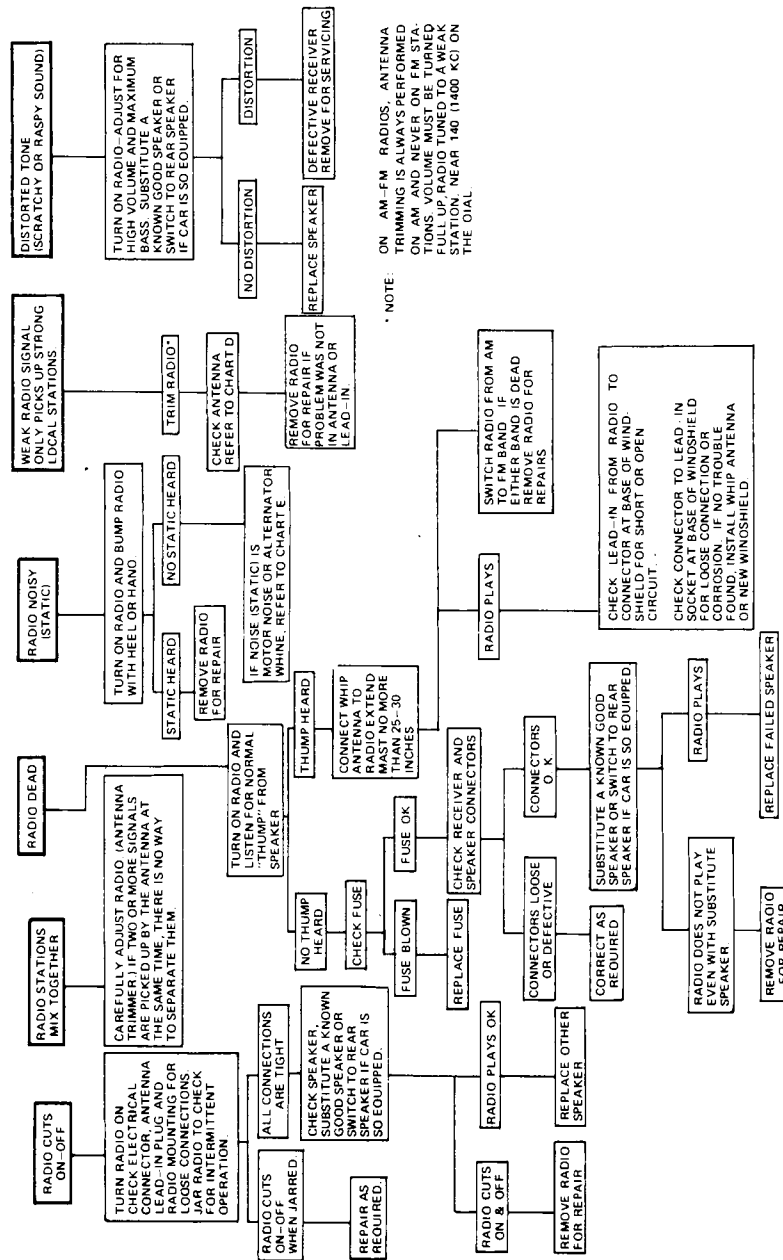 RADIO CUTS
ON-OFF
TURN RADIO ON
CHECK ELECTRICAL
CONNECTOR, ANTENNA
LEAD-IN PLUG AND
RADIO MOUNTING FOR
LOOSE CONNECTIONS.
JAR RADIO TO CHECK
FOR INTERMITTENT
OPERATION.
RADIO CUTS
ON-OFF
WHEN JARRED.
REPAIR AS
REQUIRED.
ALL CONNECTIONS
ARE TIGHT
CHECK SPEAKER,
SUBSTITUTE A KNOWN
GOOD SPEAKER OR
SWITCH TO REAR
SPEAKER IF CAR IS
SO EQUIPPED.
RADIO CUTS
ON & OFF
REMOVE RADIO
FOR REPAIR
RADIO PLAYS OK
REPLACE OTHER
SPEAKER
RADIO STATIONS
MIX TOGETHER
CAREFULLY ADJUST RADIO (ANTENNA
TRIMMER.) IF TWO OR MORE SIGNALS
ARE PICKED UP BY THE ANTENNA AT
THE SAME TIME, THERE IS NO WAY
TO SEPARATE THEM.
RADIO DEAD
TURN ON RADIO AND
LISTEN FOR NORMAL
"THUMP" FROM
SPEAKER
NO THUMP
HEARD
CHECK FUSE
FUSE BLOWN
REPLACE FUSE
FUSE OK
CHECK RECEIVER AND
SPEAKER CONNECTORS
CONNECTORS LOOSE
OR DEFECTIVE
CORRECT AS
REQUIRED
CONNECTORS
O.K.
SUBSTITUTE A KNOWN GOOD
SPEAKER OR SWITCH TO REAR
SPEAKER IF CAR IS SO EQUIPPED.
RADIO DOES NOT PLAY
EVEN WITH SUBSTITUTE
SPEAKER
REMOVE RADIO
FOR REPAIR
RADIO PLAYS
REPLACE FAILED SPEAKER
THUMP HEARD
CONNECT WHIP
ANTENNA TO
RADIO EXTEND
MAST NO MORE
THAN 25-30
INCHES
RADIO PLAYS
CHECK LEAD-IN FROM RADIO TO
CONNECTOR AT BASE OF WIND-
SHIELD FOR SHORT OR OPEN
CIRCUIT.
CHECK CONNECTOR TO LEAD-IN
SOCKET AT BASE OF WINDSHIELD
FOR LOOSE CONNECTION OR
CORROSION. IF NO TROUBLE
FOUND, INSTALL WHIP ANTENNA
OR NEW WINDSHIELD.
SWITCH RADIO FROM AM
TO FM BAND IF
EITHER BAND IS DEAD
REMOVE RADIO FOR
REPAIRS
RADIO NOISY
(STATIC)
TURN ON RADIO AND BUMP RADIO
WITH HEEL OR HAND.
STATIC HEARD
REMOVE RADIO
FOR REPAIR
NO STATIC HEARD
IF NOISE (STATIC) IS
MOTOR NOISE OR ALTERNATOR
WHINE, REFER TO CHART E.
WEAK RADIO SIGNAL
ONLY PICKS UP STRONG
LOCAL STATIONS
TRIM RADIO*
CHECK ANTENNA
REFER TO CHART D
REMOVE RADIO
FOR REPAIR IF
PROBLEM WAS NOT
IN ANTENNA OR
LEAD-IN.
DISTORTED TONE
(SCRATCHY OR RASPY SOUND)
TURN ON RADIO-ADJUST FOR
HIGH VOLUME AND MAXIMUM
BASS. SUBSTITUTE A
KNOWN GOOD SPEAKER OR
SWITCH TO REAR SPEAKER
IF CAR IS SO EQUIPPED.
NO DISTORTION
REPLACE SPEAKER
DISTORTION
DEFECTIVE RECEIVER
REMOVE FOR SERVICING
* NOTE: ON AM-FM RADIOS, ANTENNA
TRIMMING IS ALWAYS PERFORMED
ON AM AND NEVER ON FM STA-
TIONS. VOLUME MUST BE TURNED
FULL UP, RADIO TUNED TO A WEAK
STATION, NEAR 140 (1400 KC) ON
THE DIAL.